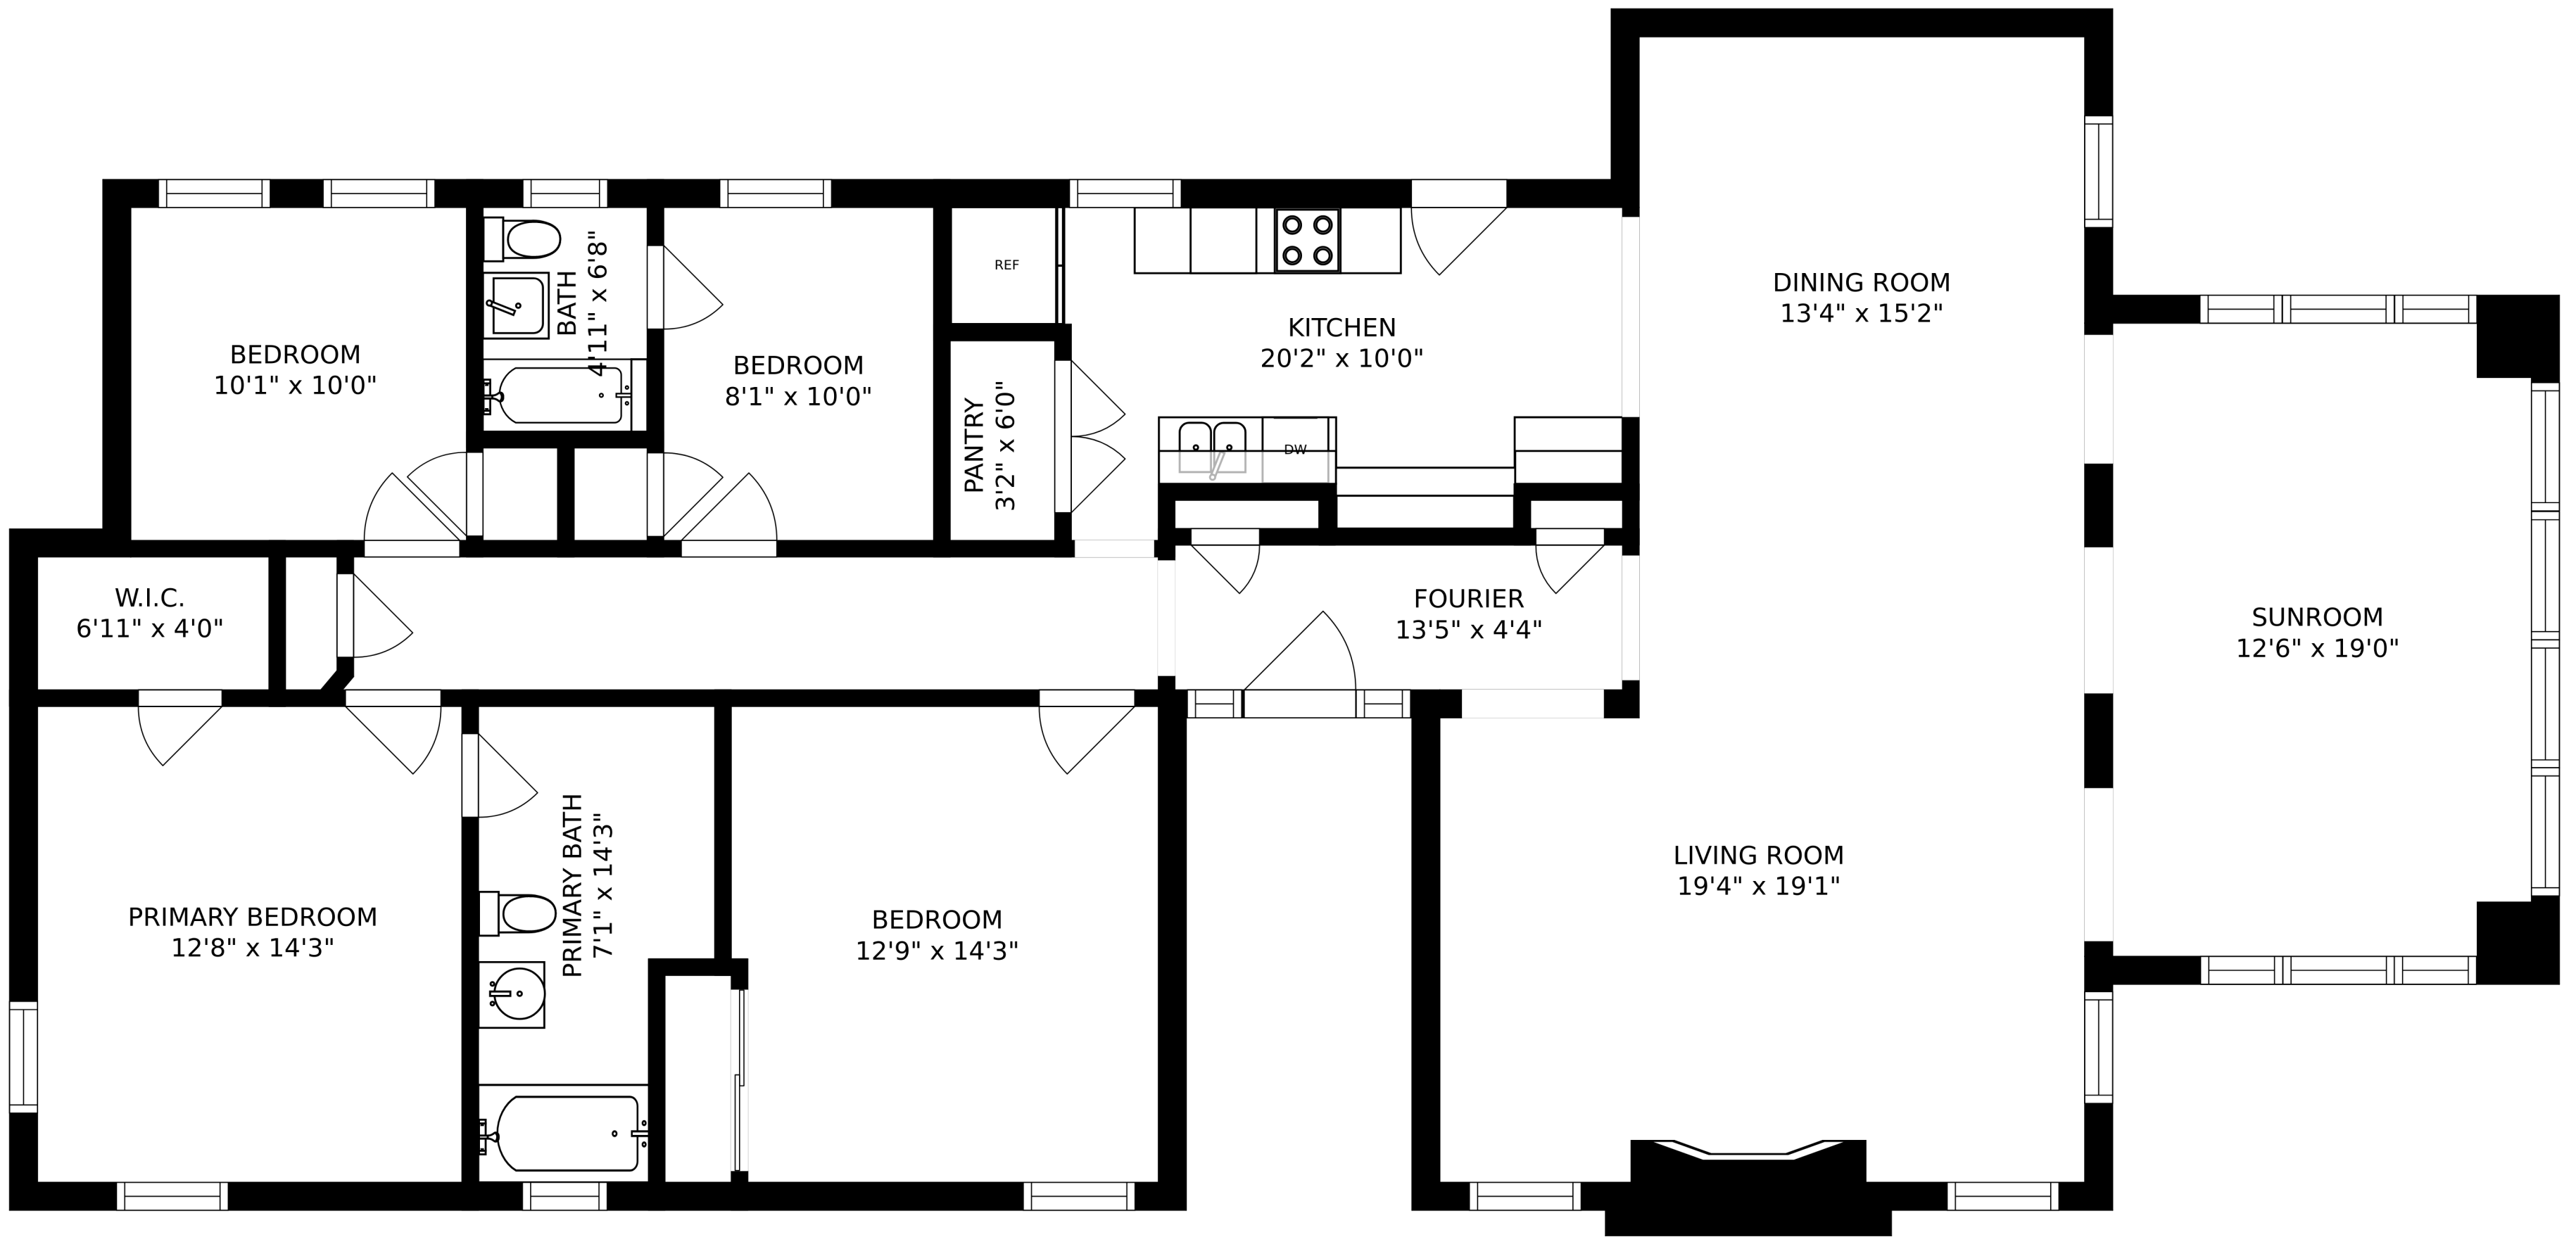 DINING ROOM
13'4" x 15'2"
BEDROOM
10'1" x 10'0"
BATH
4'11" x 6'8"
BEDROOM
8'1" x 10'0"
REF
PANTRY
3'2" x 6'0"
KITCHEN
20'2" x 10'0"
DW
W.I.C.
6'11" x 4'0"
FOURIER
13'5" x 4'4"
SUNROOM
12'6" x 19'0"
PRIMARY BEDROOM
12'8" x 14'3"
PRIMARY BATH
7'1" x 14'3"
BEDROOM
12'9" x 14'3"
LIVING ROOM
19'4" x 19'1"